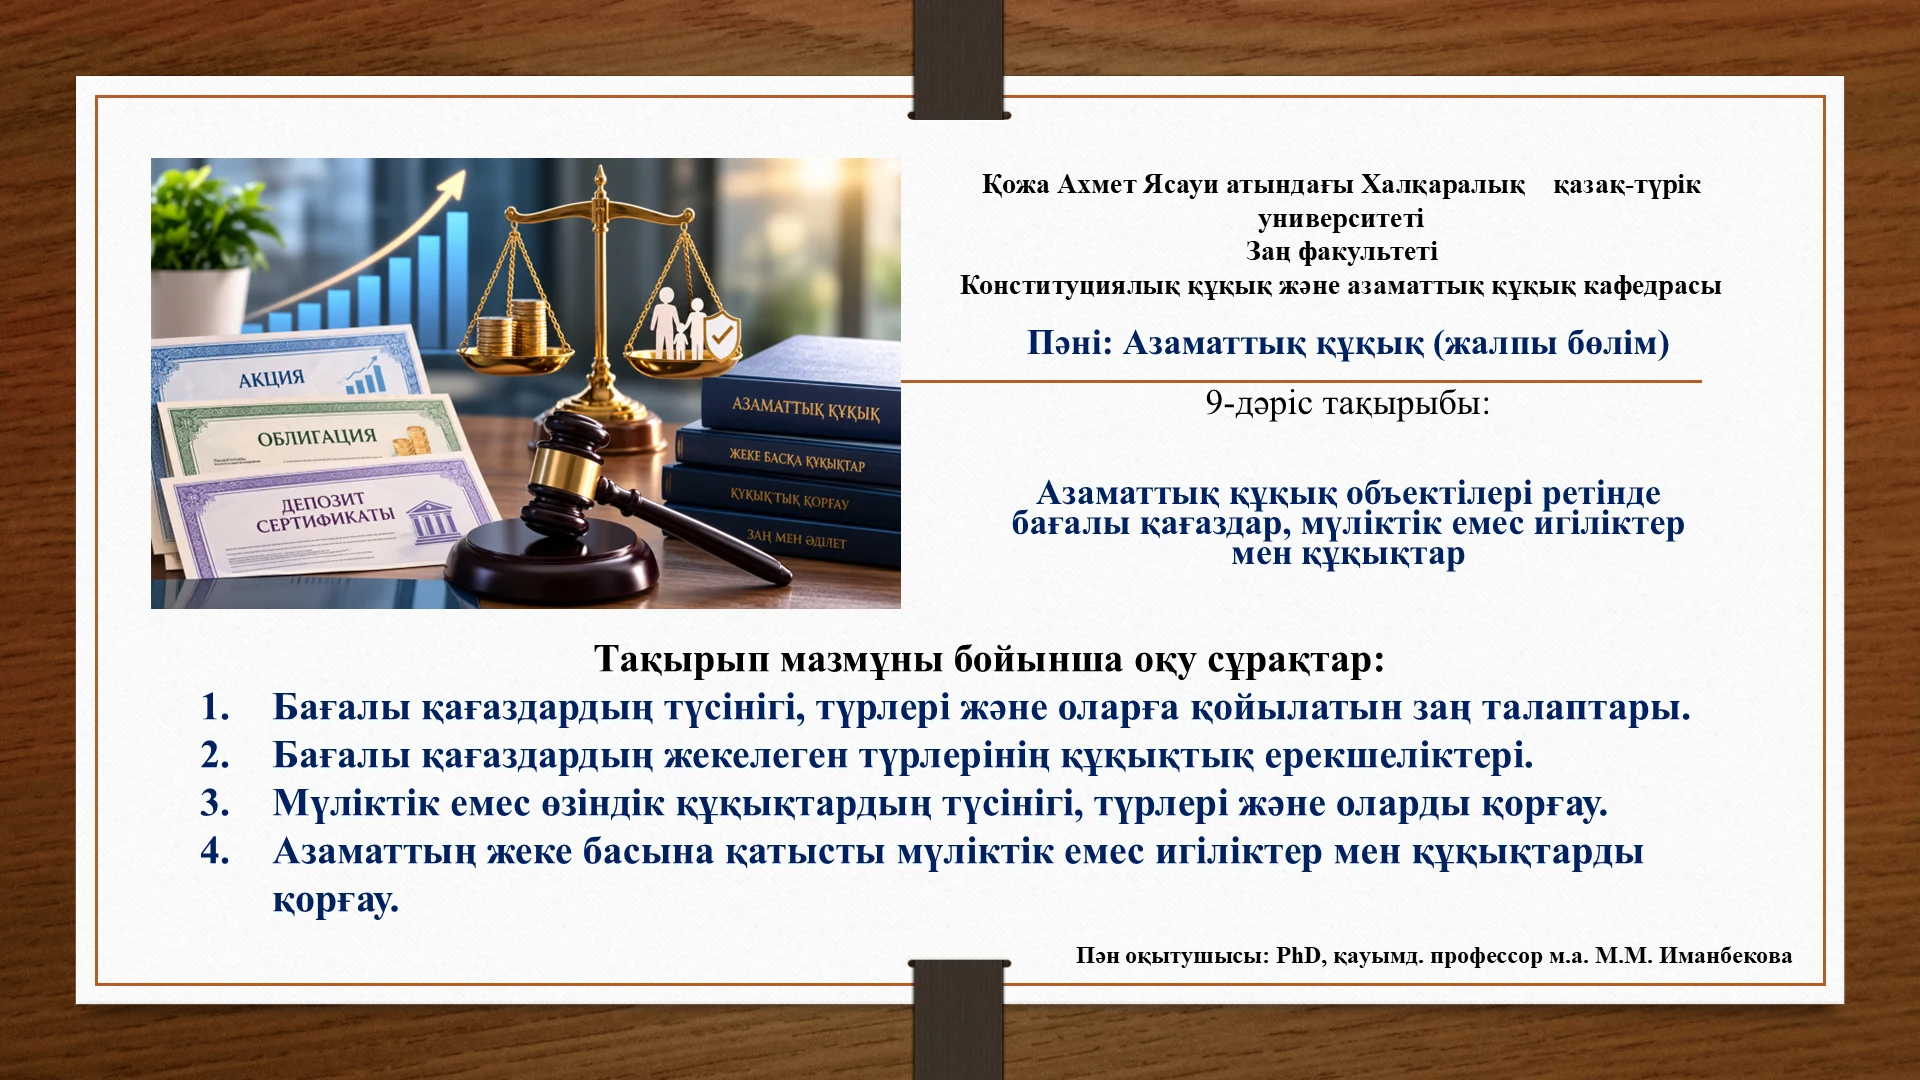 Қожа Ахмет Ясауи атындағы Халқаралық қазақ-түрік
университеті
Заң факультеті
Конституциялық құқық және азаматтық құқық кафедрасы
Пәні: Азаматтық құқық (жалпы бөлім)
9-дәріс тақырыбы:
Азаматтық құқық объектілері ретінде
бағалы қағаздар, мүліктік емес игіліктер
мен құқықтар
АКЦИЯ
ОБЛИГАЦИЯ
ДЕПОЗИТ
СЕРТИФИКАТЫ
АЗАМАТТЫҚ ҚҰҚЫҚ
ЖЕКЕ БАСҚА ҚҰҚЫҚТАР
ҚҰҚЫҚТЫҚ ҚОРҒАУ
ЗАҢ МЕН ӘДІЛЕТ
Тақырып мазмұны бойынша оқу сұрақтар:
1. Бағалы қағаздардың түсінігі, түрлері және оларға қойылатын заң талаптары.
2. Бағалы қағаздардың жекелеген түрлерінің құқықтық ерекшеліктері.
3. Мүліктік емес өзіндік құқықтардың түсінігі, түрлері және оларды қорғау.
4. Азаматтың жеке басына қатысты мүліктік емес игіліктер мен құқықтарды
қорғау.
Пән оқытушысы: PhD, қауымд. профессор м.а. М.М. Иманбекова